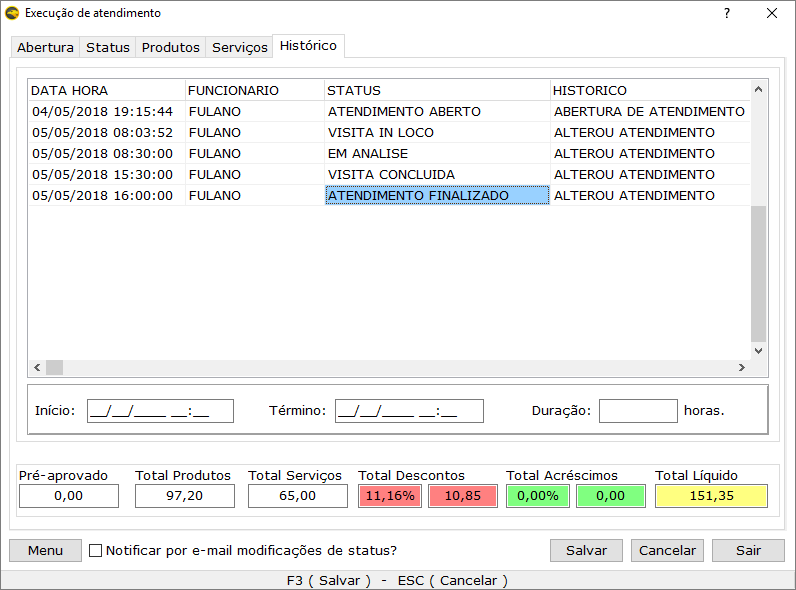 Execução de atendimento ?
Abertura Status Produtos Serviços Histórico
DATA HORA FUNCIONARIO STATUS HISTORICO
04/05/2018 19:15:44 FULANO ATENDIMENTO ABERTO ABERTURA DE ATENDIMENTO
05/05/2018 08:03:52 FULANO VISITA IN LOCO ALTEROU ATENDIMENTO
05/05/2018 08:30:00 FULANO EM ANALISE ALTEROU ATENDIMENTO
05/05/2018 15:30:00 FULANO VISITA CONCLUIDA ALTEROU ATENDIMENTO
05/05/2018 16:00:00 FULANO ATENDIMENTO FINALIZADO ALTEROU ATENDIMENTO
Início: __/__/____ __:__ Término: __/__/____ __:__ Duração: horas.
Pré-aprovado Total Produtos Total Serviços Total Descontos Total Acréscimos Total Líquido
0,00 97,20 65,00 11,16% 10,85 0,00% 0,00 151,35
Menu Notificar por e-mail modificações de status? Salvar Cancelar Sair
F3 ( Salvar ) - ESC ( Cancelar )